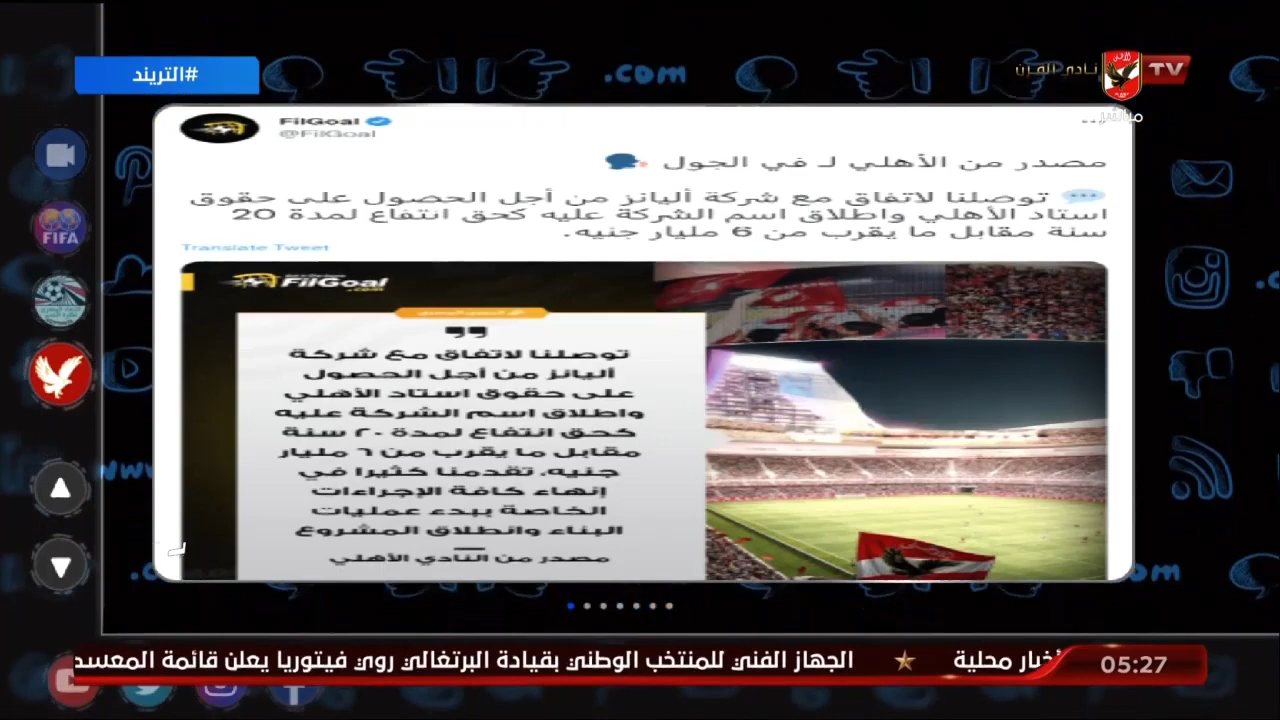 #التريند
.com
نادي القرن
TV
مباشر
FilGoal
@FilGoal
مصدر من الأهلي لـ في الجول
توصلنا لاتفاق مع شركة أليانز من أجل الحصول على حقوق
استاد الأهلي واطلاق اسم الشركة عليه كحق انتفاع لمدة 20
سنة مقابل ما يقرب من 6 مليار جنيه.
Translate Tweet
FilGoal
.com
توصلنا لاتفاق مع شركة
أليانز من أجل الحصول
على حقوق استاد الأهلي
واطلاق اسم الشركة عليه
كحق انتفاع لمدة ٢٠ سنة
مقابل ما يقرب من ٦ مليار
جنيه، تقدمنا كثيرا في
إنهاء كافة الإجراءات
الخاصة ببدء عمليات
البناء وانطلاق المشروع
مصدر من النادي الأهلي
FIFA
أخبار محلية
الجهاز الفني للمنتخب الوطني بقيادة البرتغالي روي فيتوريا يعلن قائمة المعسد
05:27